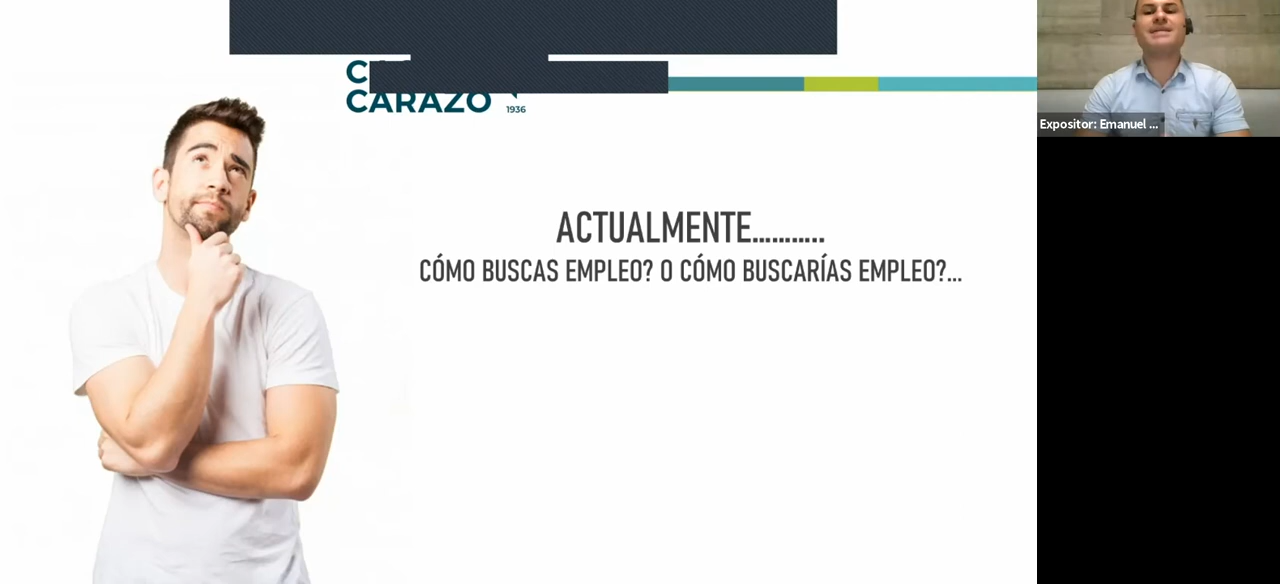 CARAZO
1936
Expositor: Emanuel ...
ACTUALMENTE...........
CÓMO BUSCAS EMPLEO? O CÓMO BUSCARÍAS EMPLEO?...